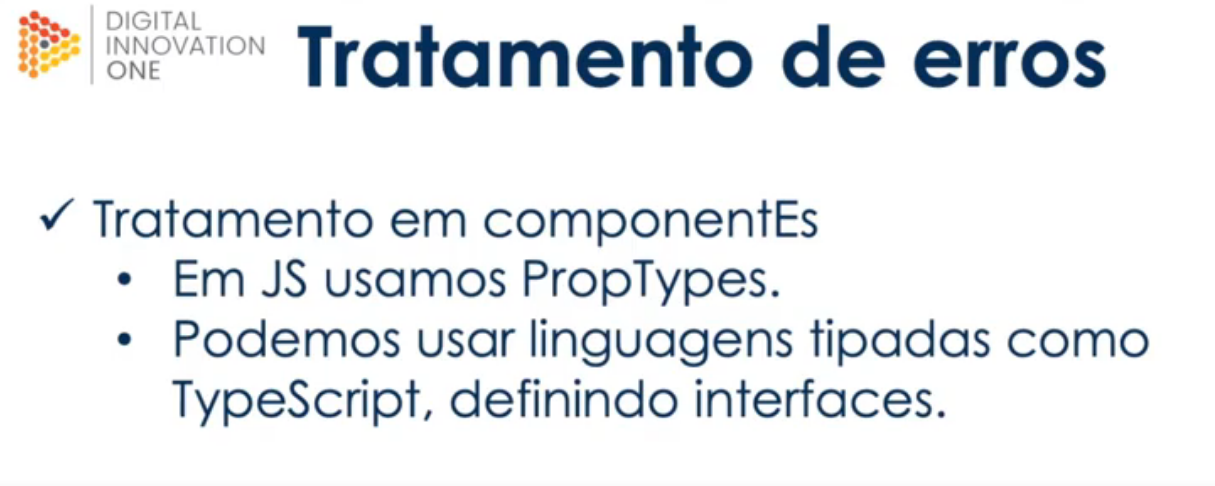 DIGITAL
INNOVATION
ONE
Tratamento de erros
✓ Tratamento em componentEs
• Em JS usamos PropTypes.
• Podemos usar linguagens tipadas como
TypeScript, definindo interfaces.